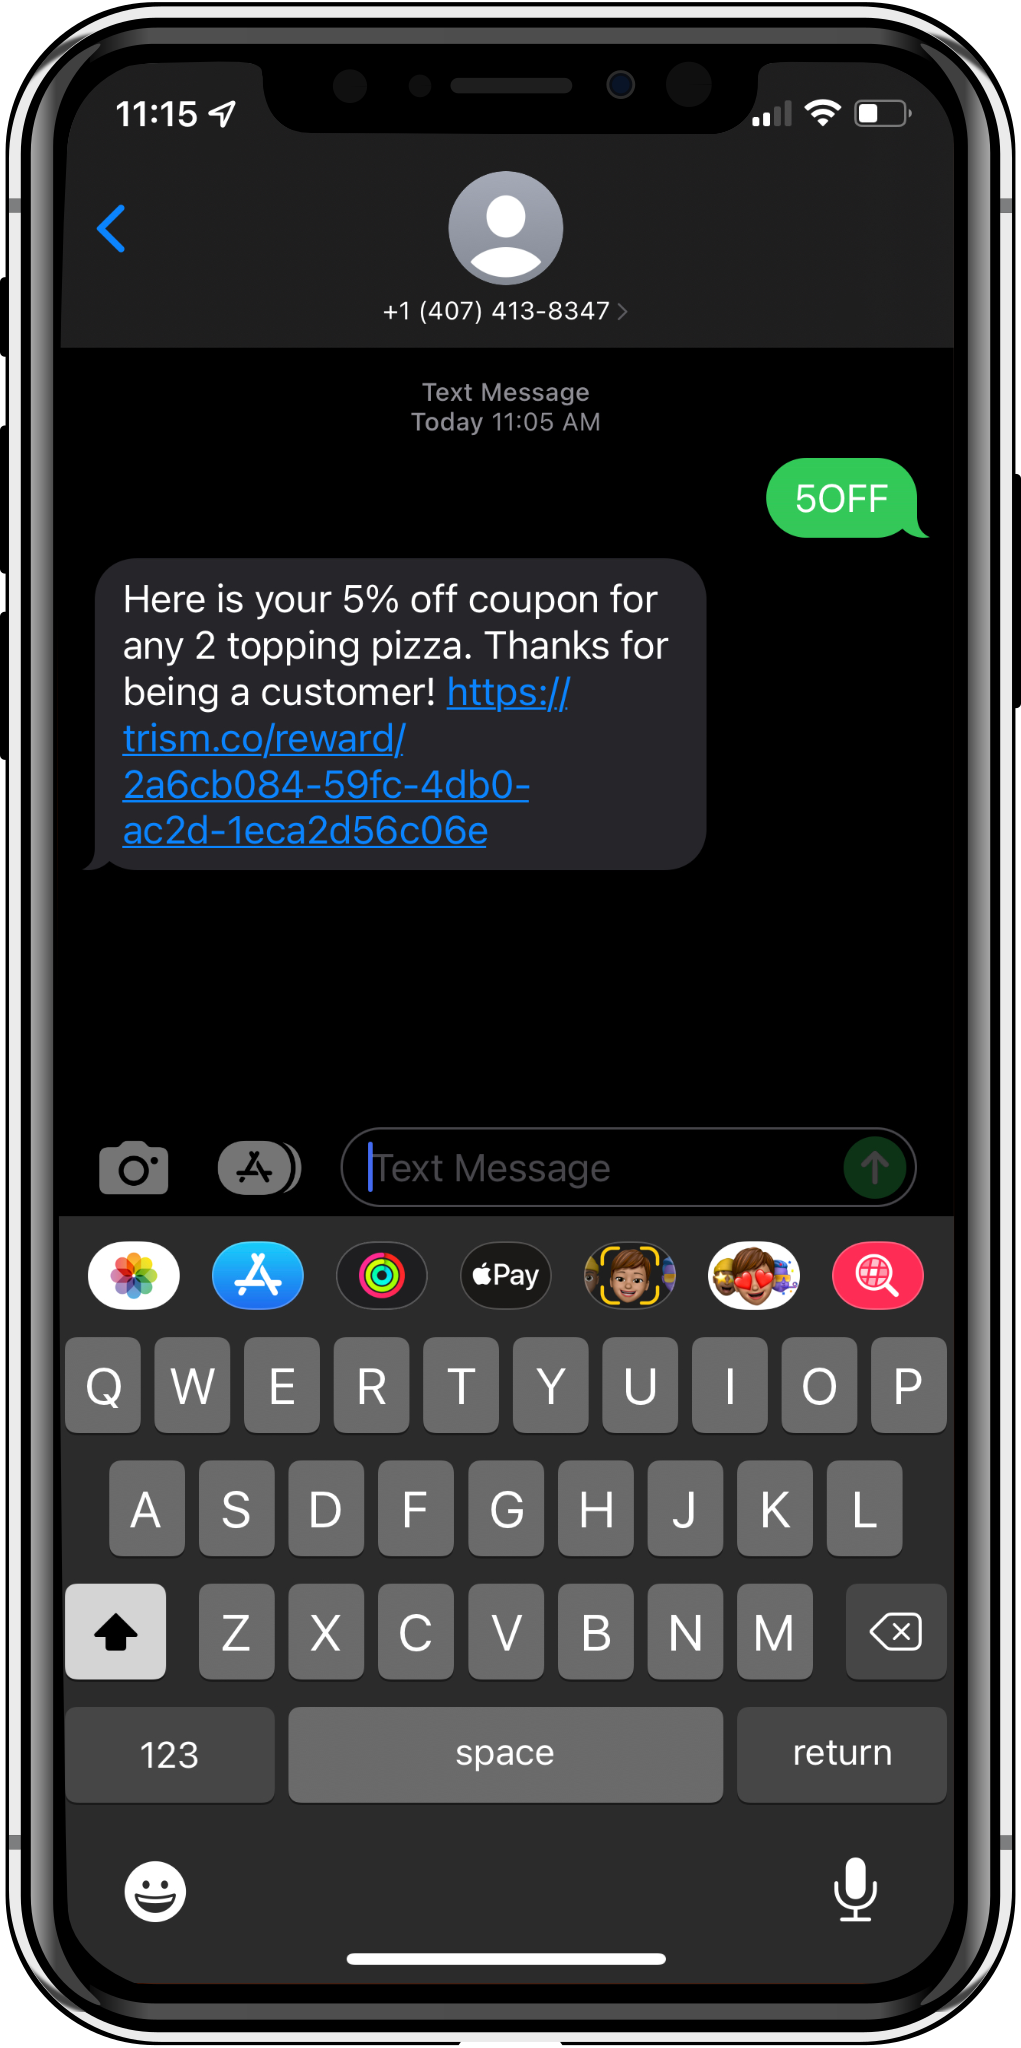 11:15
+1 (407) 413-8347
Text Message
Today 11:05 AM
5OFF
Here is your 5% off coupon for
any 2 topping pizza. Thanks for
being a customer! https://
trism.co/reward/
2a6cb084-59fc-4db0-
ac2d-1eca2d56c06e
Text Message
Pay
Q W E R T Y U I O P
A S D F G H J K L
Z X C V B N M
123 space return